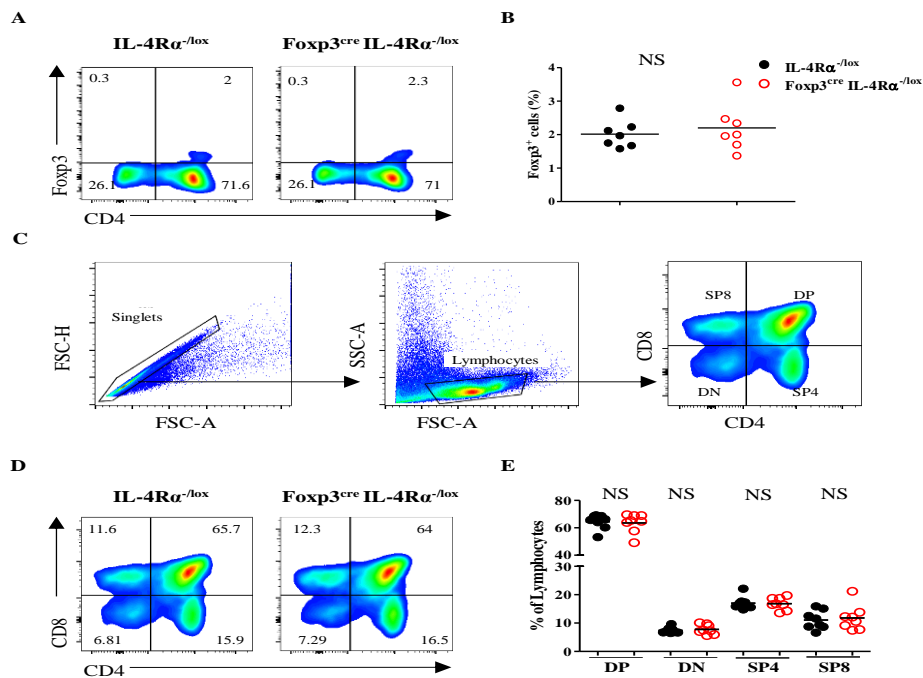 A
IL-4Rα-/lox
Foxp3cre IL-4Rα-/lox
0.3 2
0.3 2.3
Foxp3
26.1 71.6
26.1 71
CD4
B
NS
IL-4Rα-/lox
Foxp3cre IL-4Rα-/lox
Foxp3+ cells (%)
4
3
2
1
0
C
FSC-H
Singlets
FSC-A
SSC-A
Lymphocytes
FSC-A
CD8
SP8 DP
DN SP4
CD4
D
IL-4Rα-/lox
Foxp3cre IL-4Rα-/lox
11.6 65.7
12.3 64
CD8
6.81 15.9
7.29 16.5
CD4
E
NS NS NS NS
% of Lymphocytes
80
60
40
20
10
0
DP DN SP4 SP8